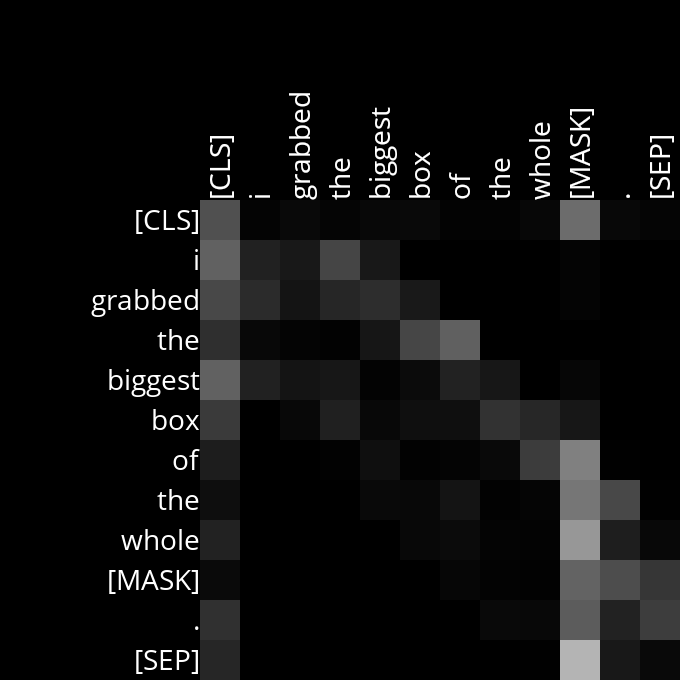 [CLS] i grabbed the biggest box of the whole [MASK] . [SEP]
[CLS]
i
grabbed
the
biggest
box
of
the
whole
[MASK]
.
[SEP]